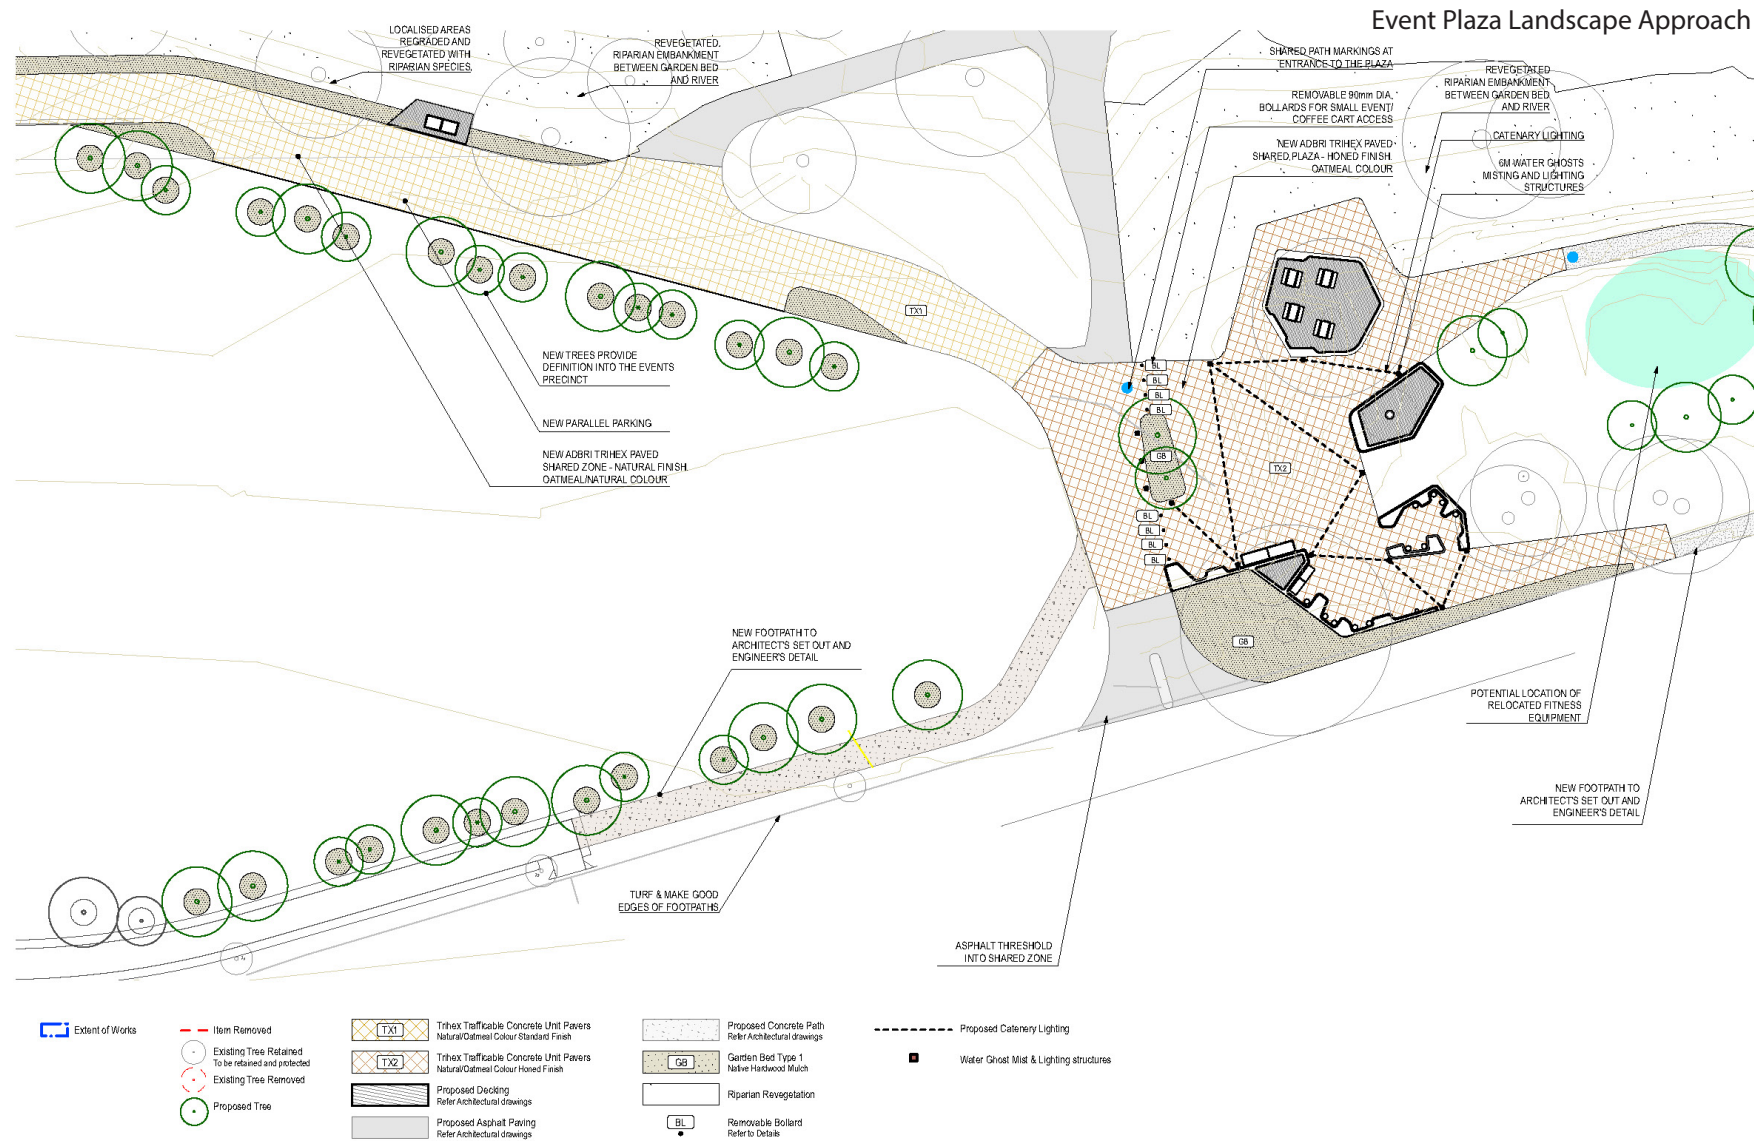 Event Plaza Landscape Approach
LOCALISED AREAS
REGRADED AND
REVEGETATED WITH
RIPARIAN SPECIES
REVEGETATED
RIPARIAN EMBANKMENT
BETWEEN GARDEN BED
AND RIVER
SHARED PATH MARKINGS AT
ENTRANCE TO THE PLAZA
REMOVABLE 90mm DIA.
BOLLARDS FOR SMALL EVENT/
COFFEE CART ACCESS
NEW ADBRI TRIHEX PAVED
SHARED PLAZA - HONED FINISH.
OATMEAL COLOUR
REVEGETATED
RIPARIAN EMBANKMENT
BETWEEN GARDEN BED
AND RIVER
CATENARY LIGHTING
6M WATER GHOSTS
MISTING AND LIGHTING
STRUCTURES
TX1
NEW TREES PROVIDE
DEFINITION INTO THE EVENTS
PRECINCT
NEW PARALLEL PARKING
NEW ADBRI TRIHEX PAVED
SHARED ZONE - NATURAL FINISH.
OATMEAL/NATURAL COLOUR
BL
BL
BL
BL
GB
TX2
BL
BL
BL
BL
GB
NEW FOOTPATH TO
ARCHITECT'S SET OUT AND
ENGINEER'S DETAIL
POTENTIAL LOCATION OF
RELOCATED FITNESS
EQUIPMENT
NEW FOOTPATH TO
ARCHITECT'S SET OUT AND
ENGINEER'S DETAIL
TURF & MAKE GOOD
EDGES OF FOOTPATHS
ASPHALT THRESHOLD
INTO SHARED ZONE
Extent of Works
Item Removed
Existing Tree Retained
To be retained and protected
Existing Tree Removed
Proposed Tree
TX1
Trihex Trafficable Concrete Unit Pavers
Natural/Oatmeal Colour Standard Finish
TX2
Trihex Trafficable Concrete Unit Pavers
Natural/Oatmeal Colour Honed Finish
Proposed Decking
Refer Architectural drawings
Proposed Asphalt Paving
Refer Architectural drawings
Proposed Concrete Path
Refer Architectural drawings
GB
Garden Bed Type 1
Native Hardwood Mulch
Riparian Revegetation
BL
Removable Bollard
Refer to Details
Proposed Catenery Lighting
Water Ghost Mist & Lighting structures